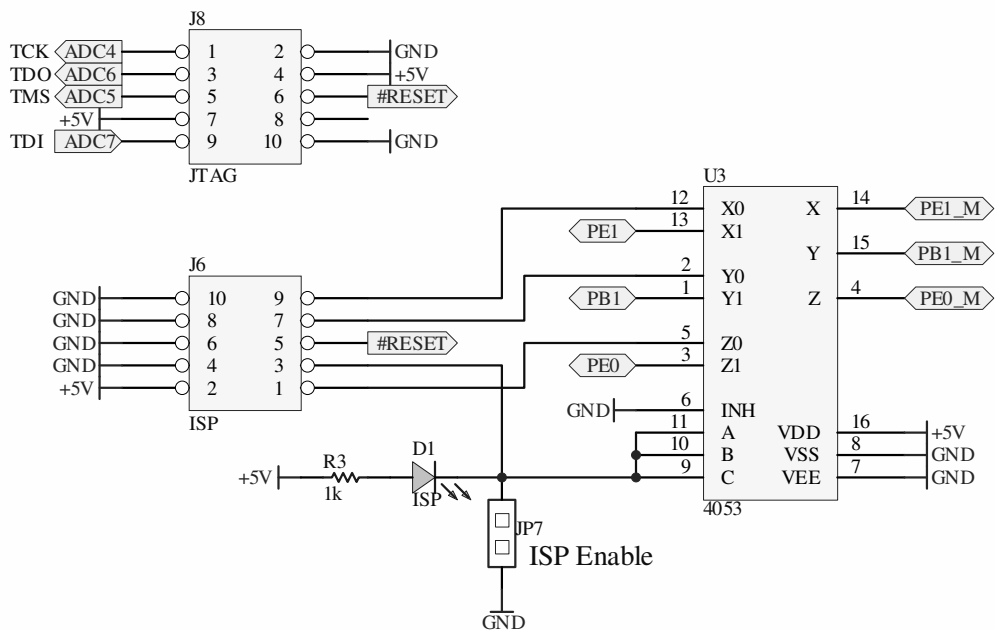 J8
TCK ADC4 1 2 GND
TDO ADC6 3 4 +5V
TMS ADC5 5 6 #RESET
+5V 7 8
TDI ADC7 9 10 GND
JTAG
U3
12 X0 X 14 PE1_M
PE1 13 X1
Y 15 PB1_M
2 Y0
PB1 1 Y1 Z 4 PE0_M
5 Z0
PE0 3 Z1
GND 6 INH
11 A VDD 16 +5V
10 B VSS 8 GND
9 C VEE 7 GND
4053
J6
GND 10 9
GND 8 7
GND 6 5 #RESET
GND 4 3
+5V 2 1
ISP
+5V R3 D1
1k ISP
JP7
ISP Enable
GND